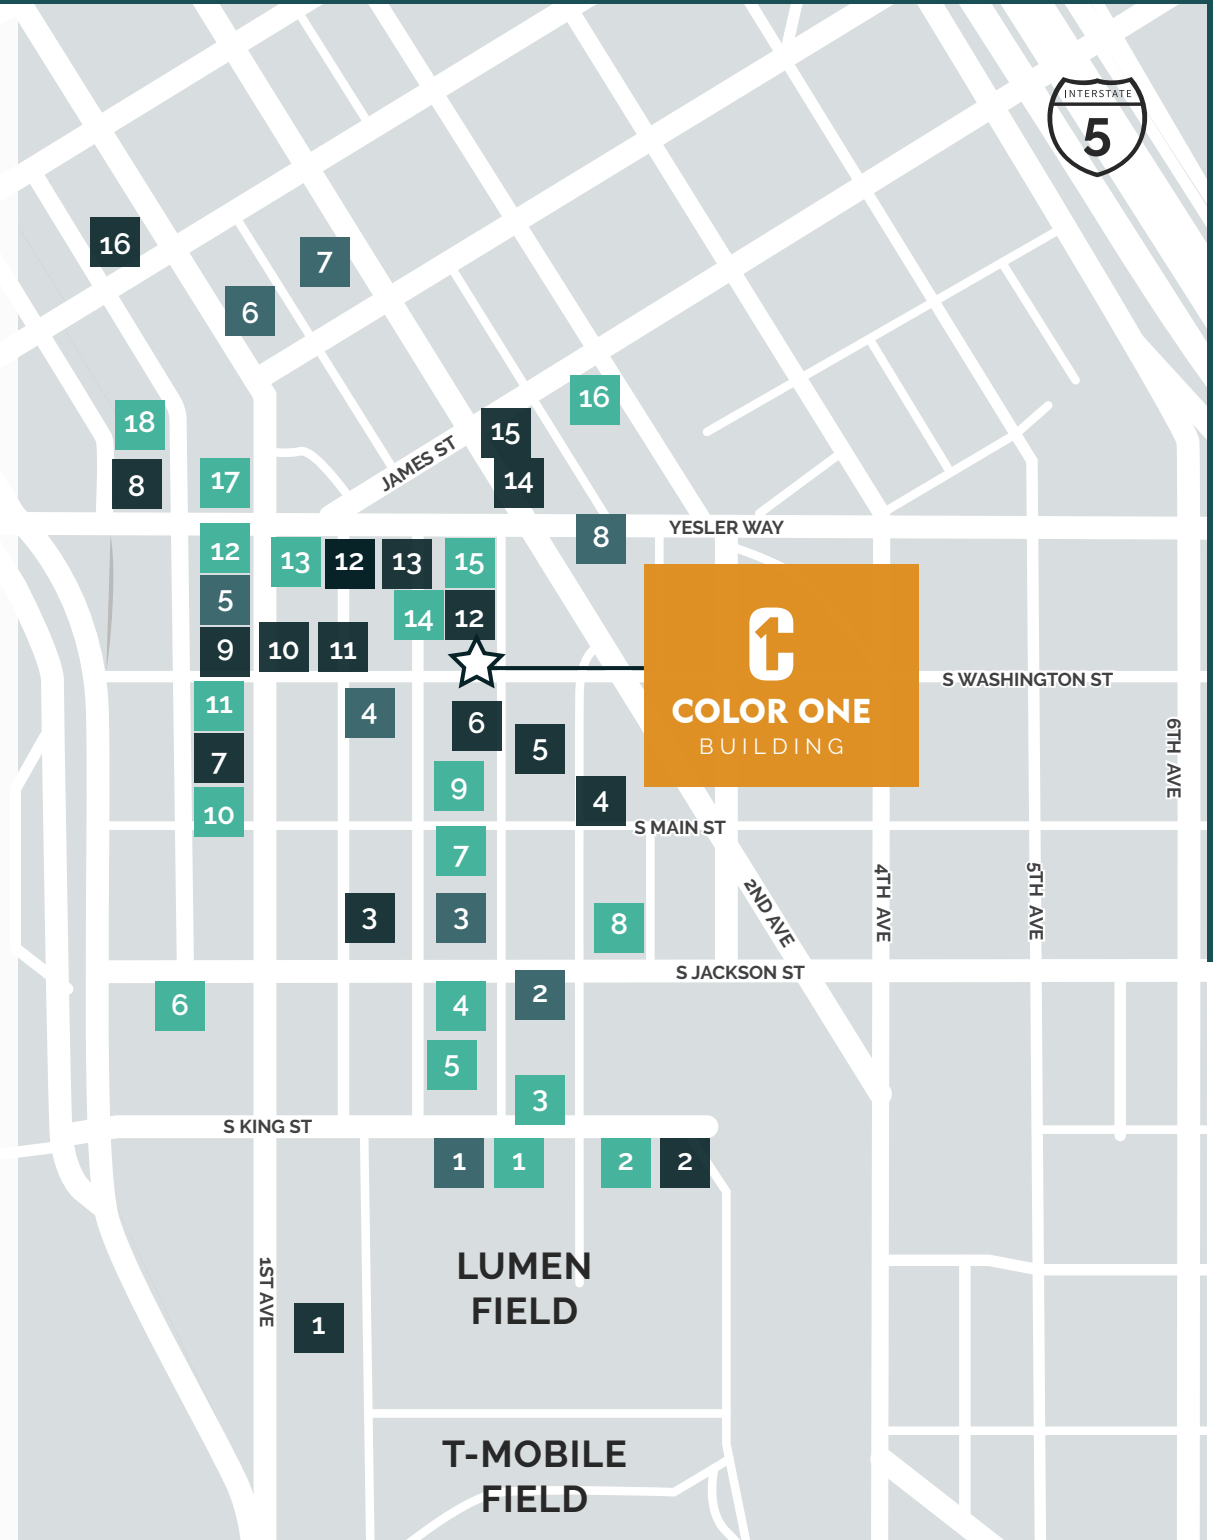 INTERSTATE
5
16
7
6
16
18
15
JAMES ST
17
14
8
YESLER WAY
8
12
13
12
13
15
5
14
12
9
10
11
COLOR ONE
BUILDING
S WASHINGTON ST
11
4
6
5
7
9
4
10
S MAIN ST
6TH AVE
7
3
3
8
2ND AVE
4TH AVE
5TH AVE
S JACKSON ST
6
4
2
5
3
S KING ST
1
1
2
2
LUMEN
FIELD
1ST AVE
1
T-MOBILE
FIELD